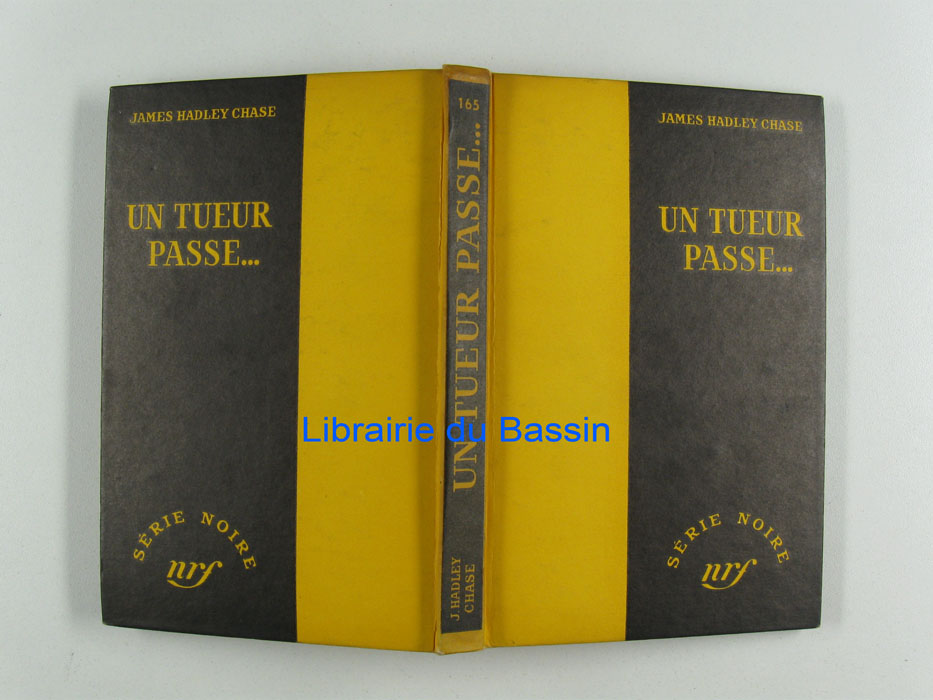 JAMES HADLEY CHASE
UN TUEUR
PASSE...
SÉRIE NOIRE
nrf
165
UN TUEUR PASSE...
J. HADLEY
CHASE
JAMES HADLEY CHASE
UN TUEUR
PASSE...
SÉRIE NOIRE
nrf
Librairie du Bassin